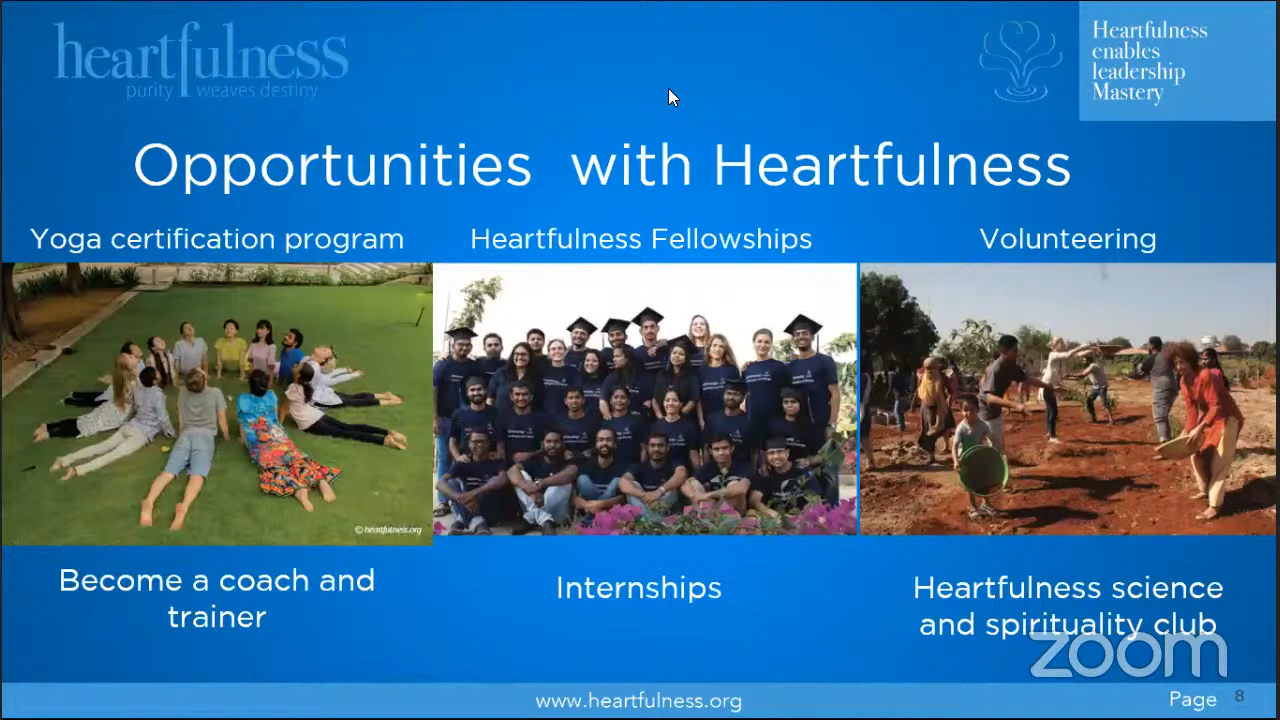 heartfulness
purity weaves destiny
Heartfulness
enables
leadership
Mastery
Opportunities with Heartfulness
Yoga certification program
Heartfulness Fellowships
Volunteering
© heartfulness.org
Become a coach and
trainer
Internships
Heartfulness science
and spirituality club
zoom
www.heartfulness.org
Page 8